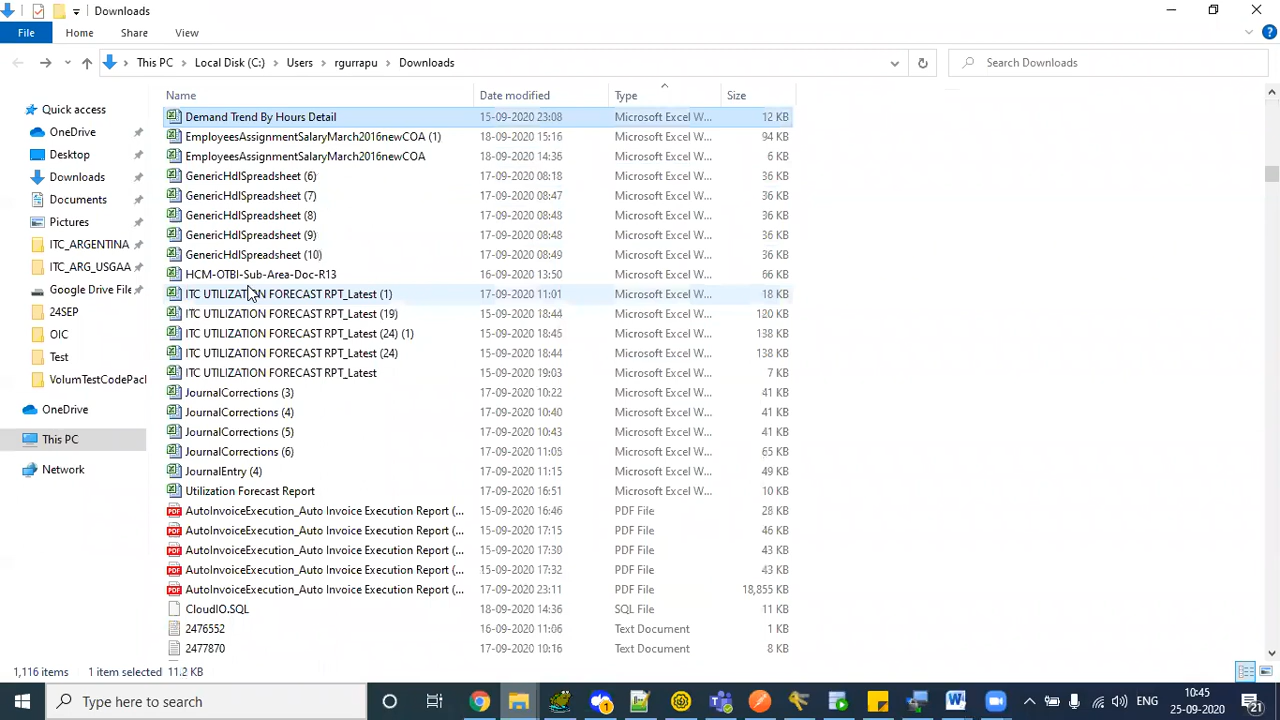 Downloads
File Home Share View
This PC Local Disk (C:) Users rgurrapu Downloads Search Downloads
Name Date modified Type Size
Quick access
OneDrive
Desktop
Downloads
Documents
Pictures
ITC_ARGENTINA
ITC_ARG_USGAA
Google Drive File
24SEP
OIC
Test
VolumTestCodePac
OneDrive
This PC
Network
Demand Trend By Hours Detail 15-09-2020 23:08 Microsoft Excel W... 12 KB
EmployeesAssignmentSalaryMarch2016newCOA (1) 18-09-2020 15:16 Microsoft Excel W... 94 KB
EmployeesAssignmentSalaryMarch2016newCOA 18-09-2020 14:36 Microsoft Excel W... 6 KB
GenericHdlSpreadsheet (6) 17-09-2020 08:18 Microsoft Excel W... 36 KB
GenericHdlSpreadsheet (7) 17-09-2020 08:47 Microsoft Excel W... 36 KB
GenericHdlSpreadsheet (8) 17-09-2020 08:48 Microsoft Excel W... 36 KB
GenericHdlSpreadsheet (9) 17-09-2020 08:48 Microsoft Excel W... 36 KB
GenericHdlSpreadsheet (10) 17-09-2020 08:48 Microsoft Excel W... 36 KB
HCM-OTBI-Sub-Area-Doc-R13 16-09-2020 13:50 Microsoft Excel W... 66 KB
ITC UTILIZATION FORECAST RPT_Latest (1) 17-09-2020 11:01 Microsoft Excel W... 18 KB
ITC UTILIZATION FORECAST RPT_Latest (19) 15-09-2020 18:44 Microsoft Excel W... 120 KB
ITC UTILIZATION FORECAST RPT_Latest (24) (1) 15-09-2020 18:45 Microsoft Excel W... 138 KB
ITC UTILIZATION FORECAST RPT_Latest (24) 15-09-2020 18:44 Microsoft Excel W... 138 KB
ITC UTILIZATION FORECAST RPT_Latest 15-09-2020 19:03 Microsoft Excel W... 7 KB
JournalCorrections (3) 17-09-2020 09:22 Microsoft Excel W... 41 KB
JournalCorrections (4) 17-09-2020 10:40 Microsoft Excel W... 41 KB
JournalCorrections (5) 17-09-2020 10:43 Microsoft Excel W... 41 KB
JournalCorrections (6) 17-09-2020 11:05 Microsoft Excel W... 65 KB
JournalEntry (4) 17-09-2020 11:15 Microsoft Excel W... 49 KB
Utilization Forecast Report 17-09-2020 16:51 Microsoft Excel W... 10 KB
AutoInvoiceExecution_Auto Invoice Execution Report (... 15-09-2020 16:46 PDF File 28 KB
AutoInvoiceExecution_Auto Invoice Execution Report (... 15-09-2020 17:15 PDF File 46 KB
AutoInvoiceExecution_Auto Invoice Execution Report (... 15-09-2020 17:30 PDF File 43 KB
AutoInvoiceExecution_Auto Invoice Execution Report (... 15-09-2020 17:32 PDF File 43 KB
AutoInvoiceExecution_Auto Invoice Execution Report (... 17-09-2020 23:11 PDF File 18,855 KB
CloudIO.SQL 18-09-2020 14:36 SQL File 11 KB
2476552 16-09-2020 11:06 Text Document 1 KB
2477870 17-09-2020 10:16 Text Document 8 KB
1,116 items 1 item selected 11.2 KB
Type here to search
ENG
10:45
25-09-2020
21